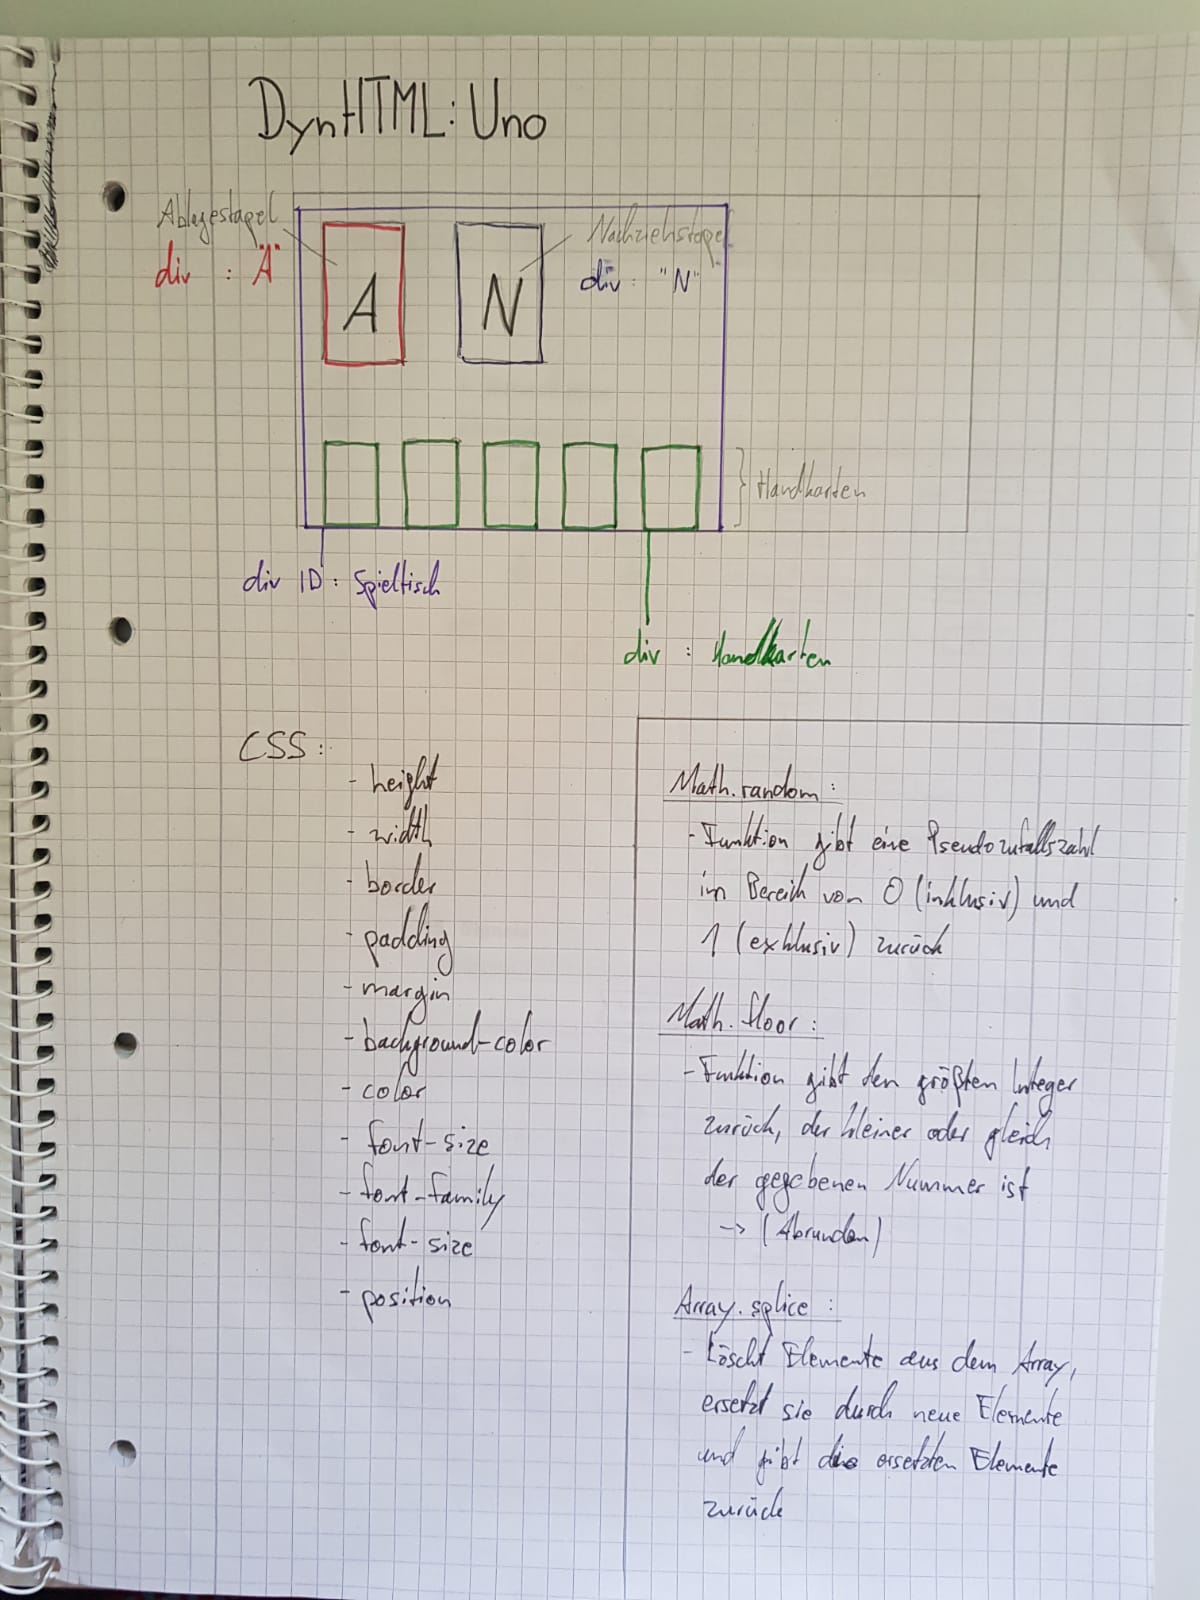 DynHTML: Uno
Ablegestapel
div : "A"
A
N
Nachziehstapel
div : "N"
Handkarten
div ID : Spieltisch
div : Handkarten
CSS :
- height
- width
- border
- padding
- margin
- background-color
- color
- font-size
- font-family
- font-size
- position
Math.random :
- Funktion gibt eine Pseudozufallszahl
im Bereich von 0 (inklusiv) und
1 (exklusiv) zurück
Math.floor :
- Funktion gibt den größten Integer
zurück, der kleiner oder gleich
der gegebenen Nummer ist
-> (Abrunden)
Array.splice :
- Löscht Elemente aus dem Array,
ersetzt sie durch neue Elemente
und gibt die ersetzten Elemente
zurück